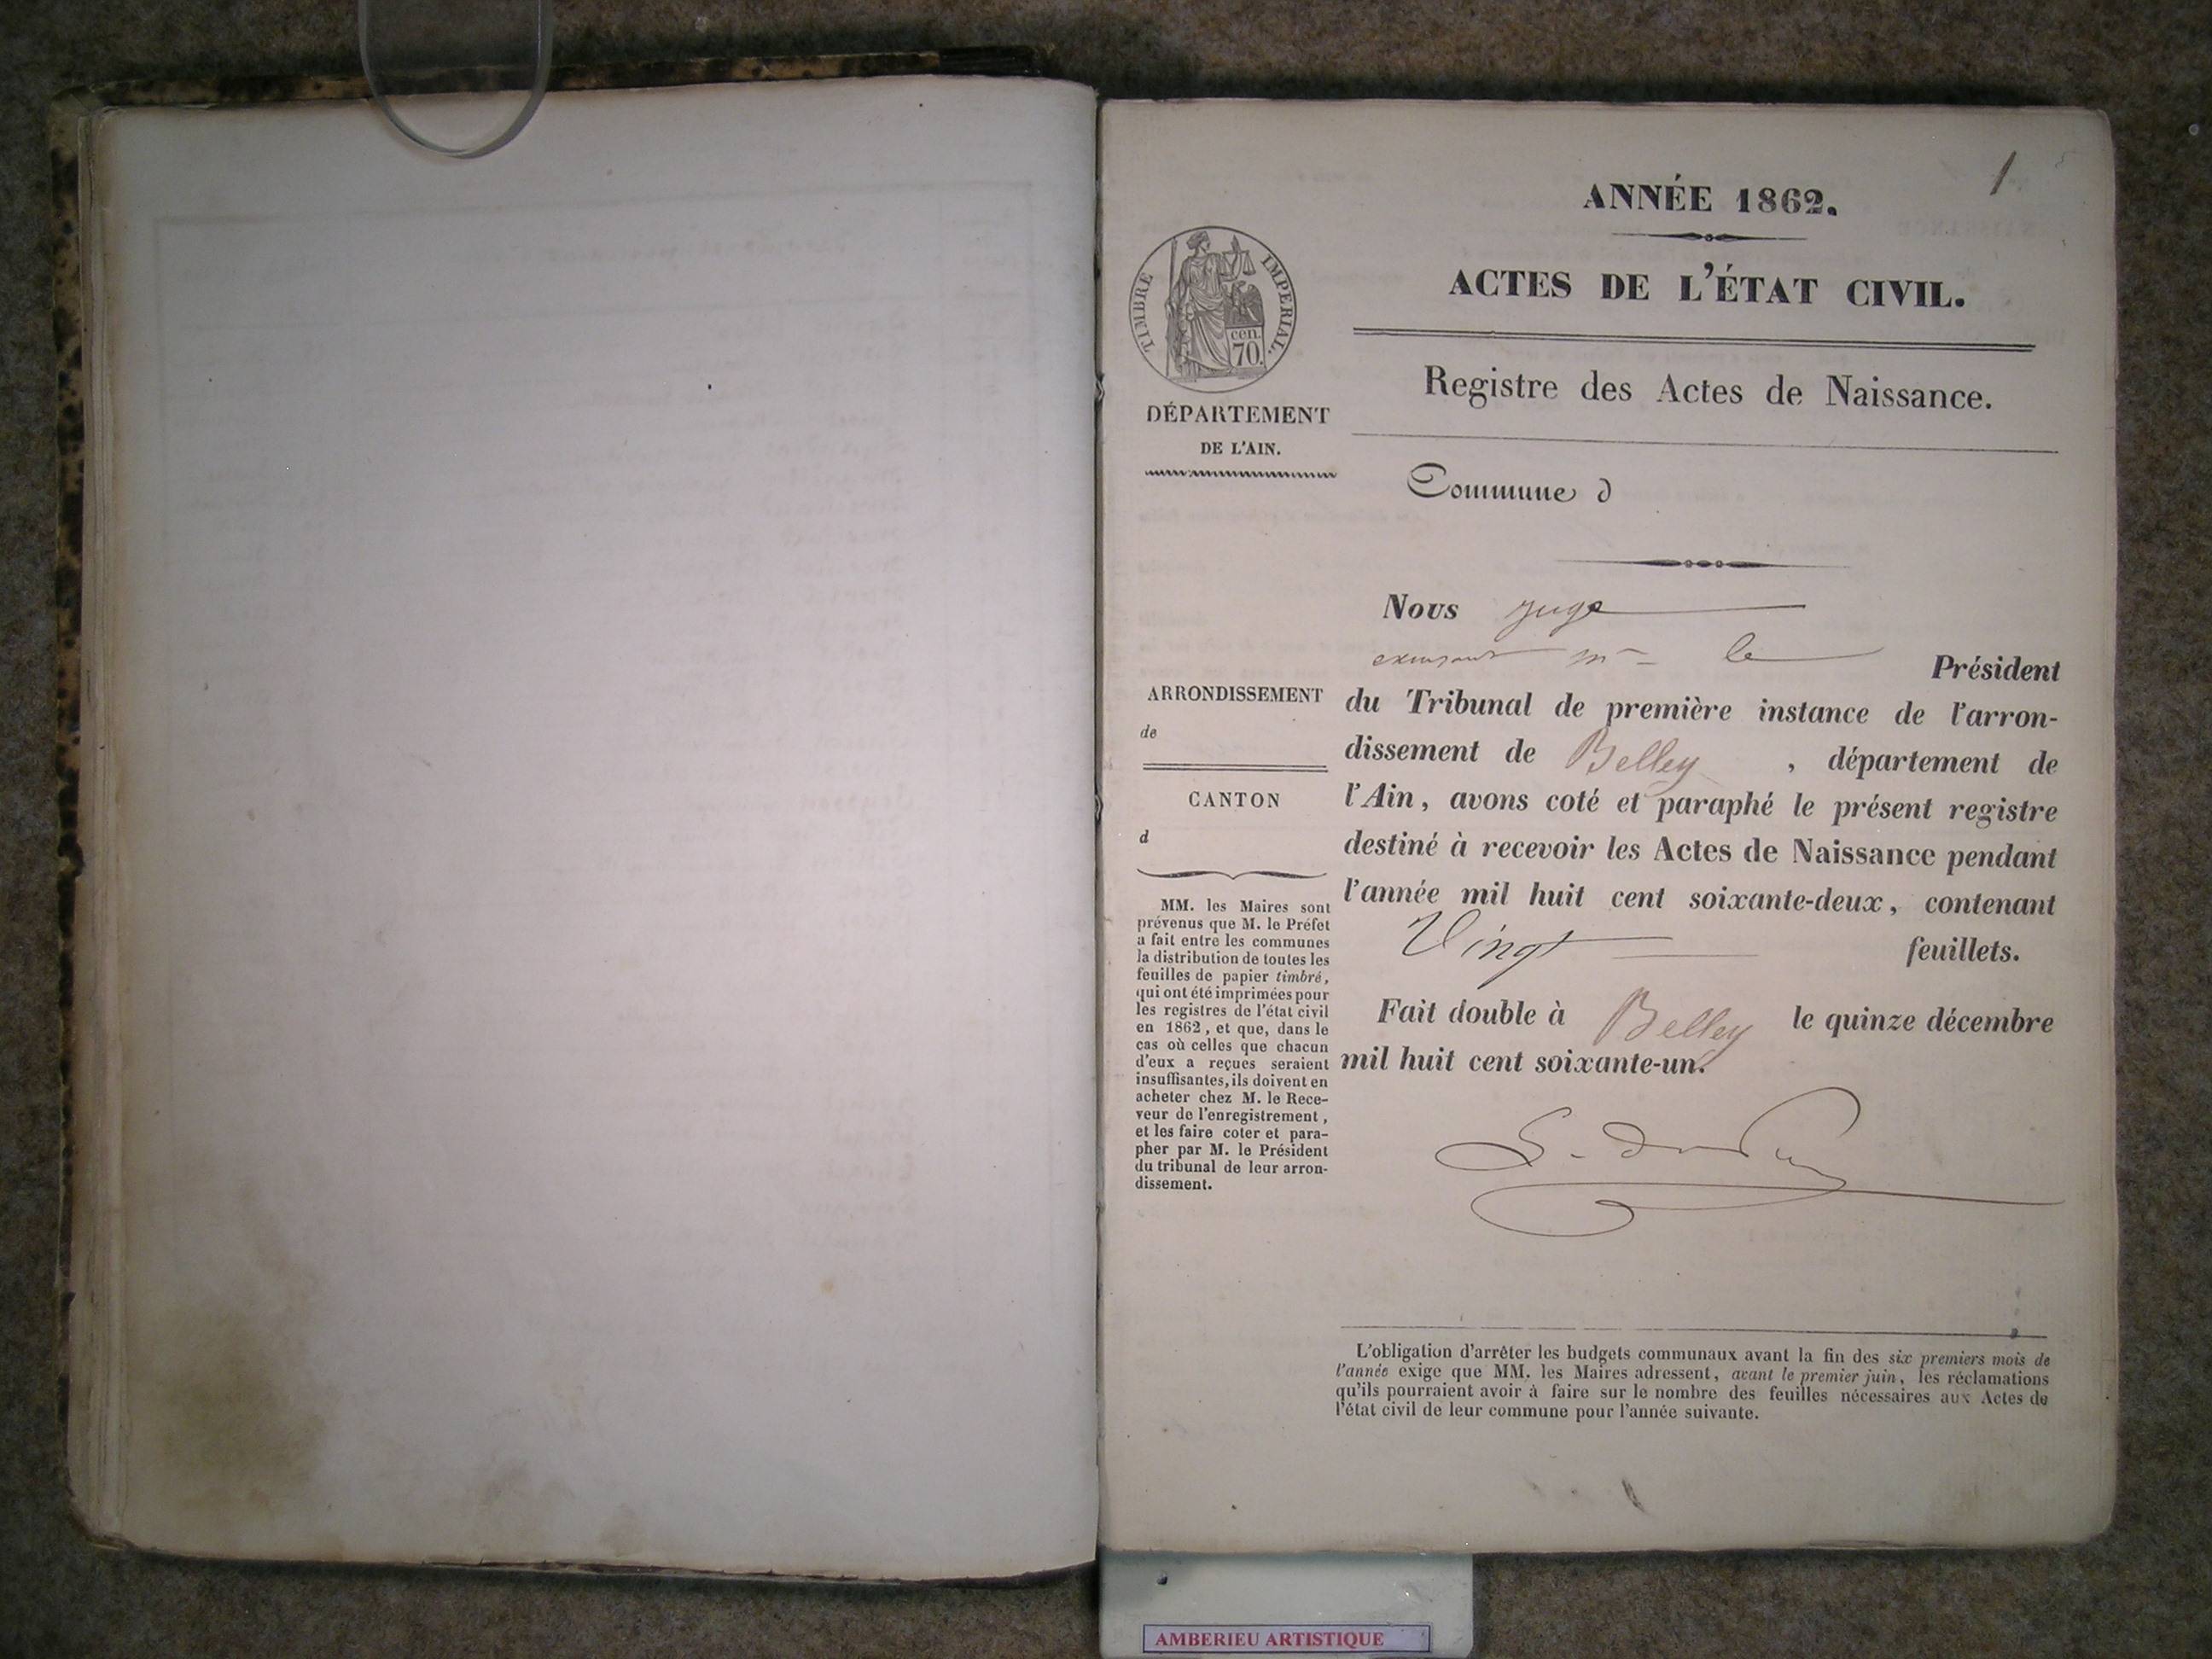 1
ANNÉE 1862.
ACTES DE L'ÉTAT CIVIL.
TIMBRE IMPERIAL.
cen.
70.
DÉPARTEMENT
DE L'AIN.
Registre des Actes de Naissance.
Commune d
Nous juge
le Président
du Tribunal de première instance de l'arron-
dissement de Belley, département de
l'Ain, avons coté et paraphé le présent registre
destiné à recevoir les Actes de Naissance pendant
l'année mil huit cent soixante-deux, contenant
Vingt feuillets.
Fait double à Belley le quinze décembre
mil huit cent soixante-un.
ARRONDISSEMENT
de
CANTON
d
MM. les Maires sont
prévenus que M. le Préfet
a fait entre les communes
la distribution de toutes les
feuilles de papier timbré,
qui ont été imprimées pour
les registres de l'état civil
en 1862, et que, dans le
cas où celles que chacun
d'eux a reçues seraient
insuffisantes, ils doivent en
acheter chez M. le Rece-
veur de l'enregistrement,
et les faire coter et para-
pher par M. le Président
du tribunal de leur arron-
dissement.
L'obligation d'arrêter les budgets communaux avant la fin des six premiers mois de
l'année exige que MM. les Maires adressent, avant le premier juin, les réclamations
qu'ils pourraient avoir à faire sur le nombre des feuilles nécessaires aux Actes de
l'état civil de leur commune pour l'année suivante.
AMBERIEU ARTISTIQUE